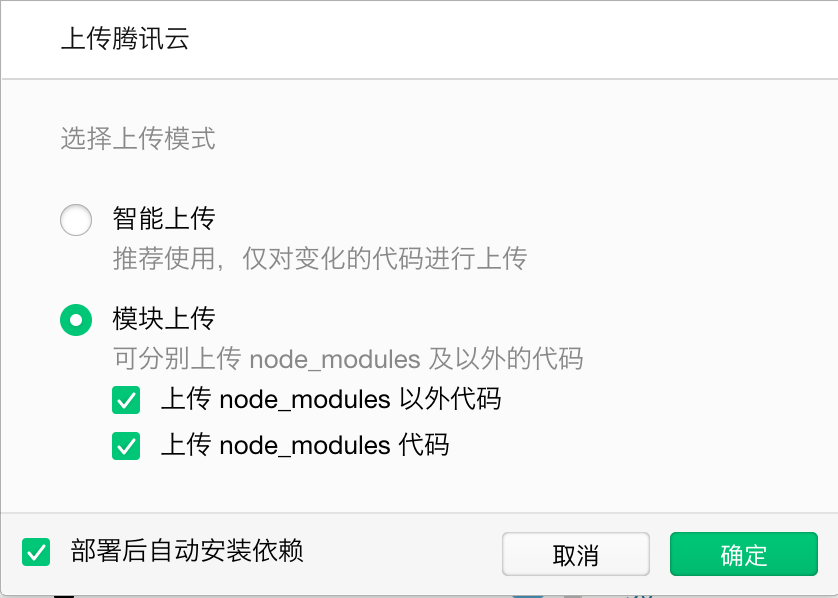 上传腾讯云
选择上传模式
智能上传
推荐使用，仅对变化的代码进行上传
模块上传
可分别上传 node_modules 及以外的代码
上传 node_modules 以外代码
上传 node_modules 代码
部署后自动安装依赖
取消
确定